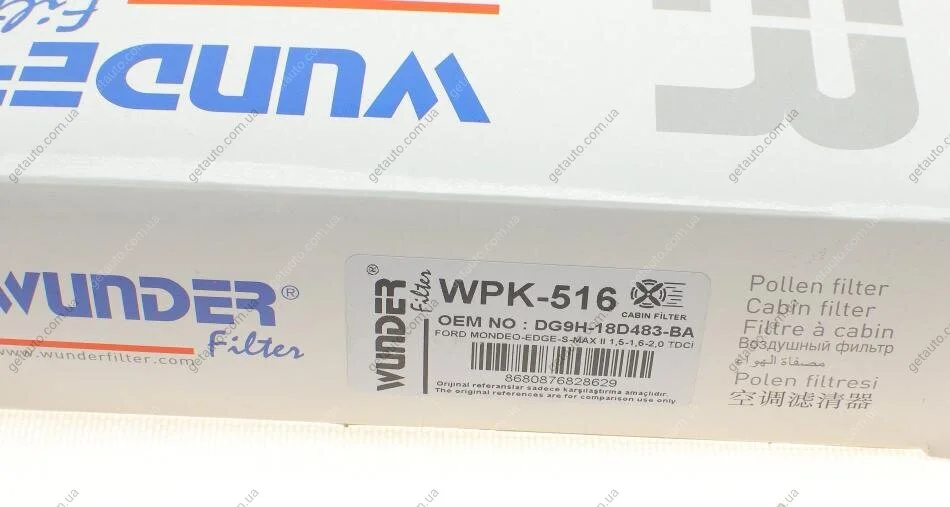 WUNDER
Filter
WUNDER®
Filter
www.wunderfilter.com
WUNDER®
Filter
WPK-516
CABIN FILTER
OEM NO : DG9H-18D483-BA
FORD MONDEO-EDGE-S-MAX II 1,5-1,6-2,0 TDCi
8680876828629
Orijinal referanslar sadece karşılaştırma amaçlıdır.
The original references are for comparison use only.
Pollen filter
Cabin filter
Filtre à cabin
Воздушный фильтр
مصفاة الهواء
Polen filtresi
空调滤清器
getauto.com.ua